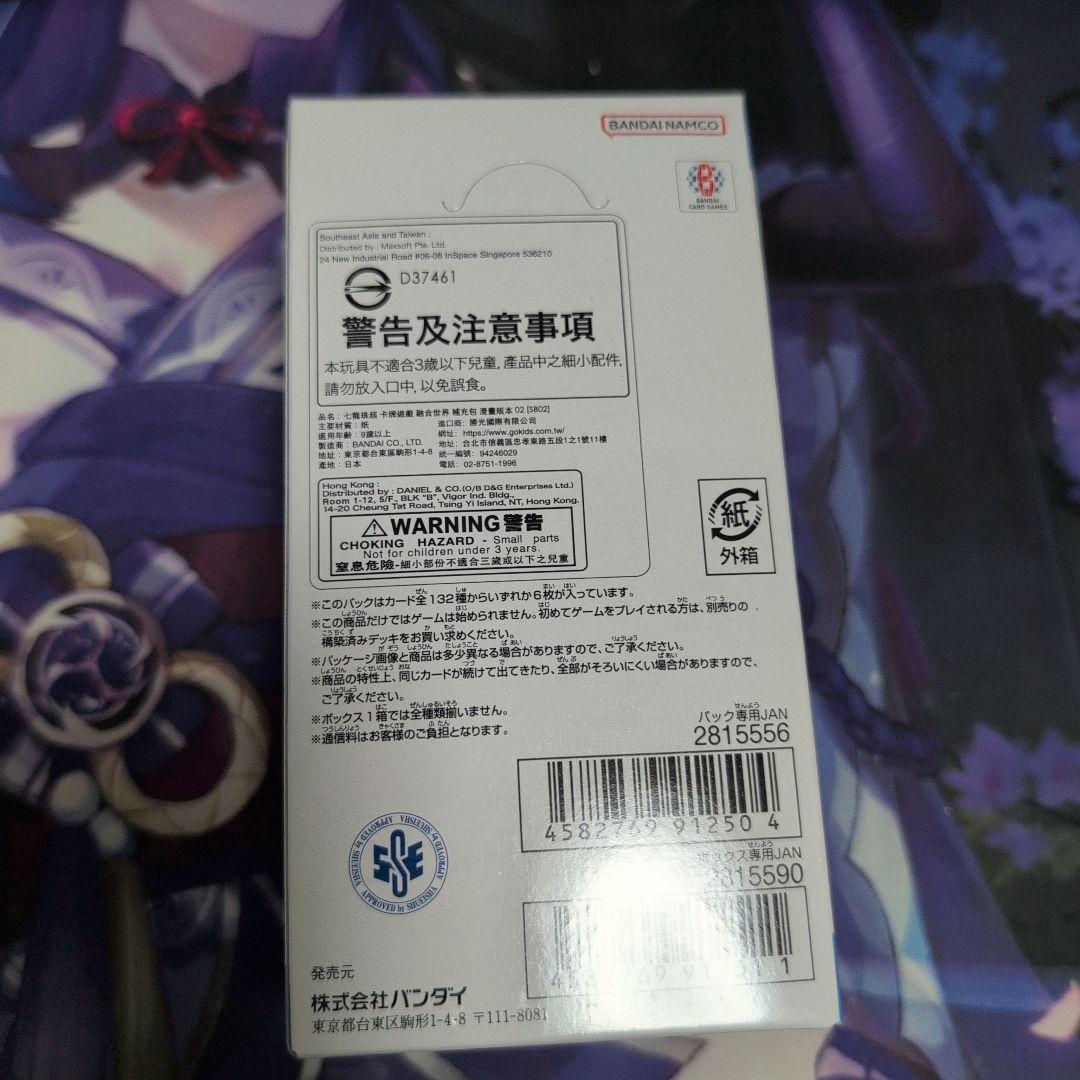 BANDAI NAMCO
BANDAI
CARD GAMES
Southeast Asia and Taiwan :
Distributed by : Maxsoft Pte. Ltd.
24 New Industrial Road #06-08 InSpace Singapore 536210
D37461
警告及注意事項
本玩具不適合3歲以下兒童, 產品中之細小配件,
請勿放入口中, 以免誤食。
品名 : 七龍珠超 卡牌遊戲 融合世界 補充包 漫畫版本 02 [SB02]
主要材質 : 紙 進口商 : 勝光國際有限公司
適用年齡 : 9歲以上 網址: https://www.gokids.com.tw/
製造商 : BANDAI CO., LTD. 地址: 台北市信義區忠孝東路五段1之1號11樓
地址 : 東京都台東區駒形1-4-8 統一編號: 94246029
產地 : 日本 電話: 02-8751-1996
Hong Kong :
Distributed by : DANIEL & CO.(O/B D&G Enterprises Ltd.)
Room 1-12, 5/F., BLK "B", Vigor Ind. Bldg.,
14-20 Cheung Tat Road, Tsing Yi Island, NT, Hong Kong.
WARNING 警告
CHOKING HAZARD - Small parts
Not for children under 3 years.
窒息危險-細小部份不適合三歲或以下之兒童
紙
外箱
※このパックはカード全132種からいずれか6枚が入っています。
※この商品だけではゲームは始められません。初めてゲームをプレイされる方は、別売りの
構築済みデッキをお買い求めください。
※パッケージ画像と商品は多少異なる場合がありますので、ご了承ください。
※商品の特性上、同じカードが続けて出てきたり、全部がそろいにくい場合がありますので、
ご了承ください。
※ボックス1箱では全種類揃いません。
※通信料はお客様のご負担となります。
パック専用JAN
2815556
4582769 912504
ボックス専用JAN
2815590
APPROVED by SHUEISHA
APPROVED by SHUEISHA
APPROVED by SHUEISHA
発売元
株式会社バンダイ
東京都台東区駒形1-4-8 〒111-8081